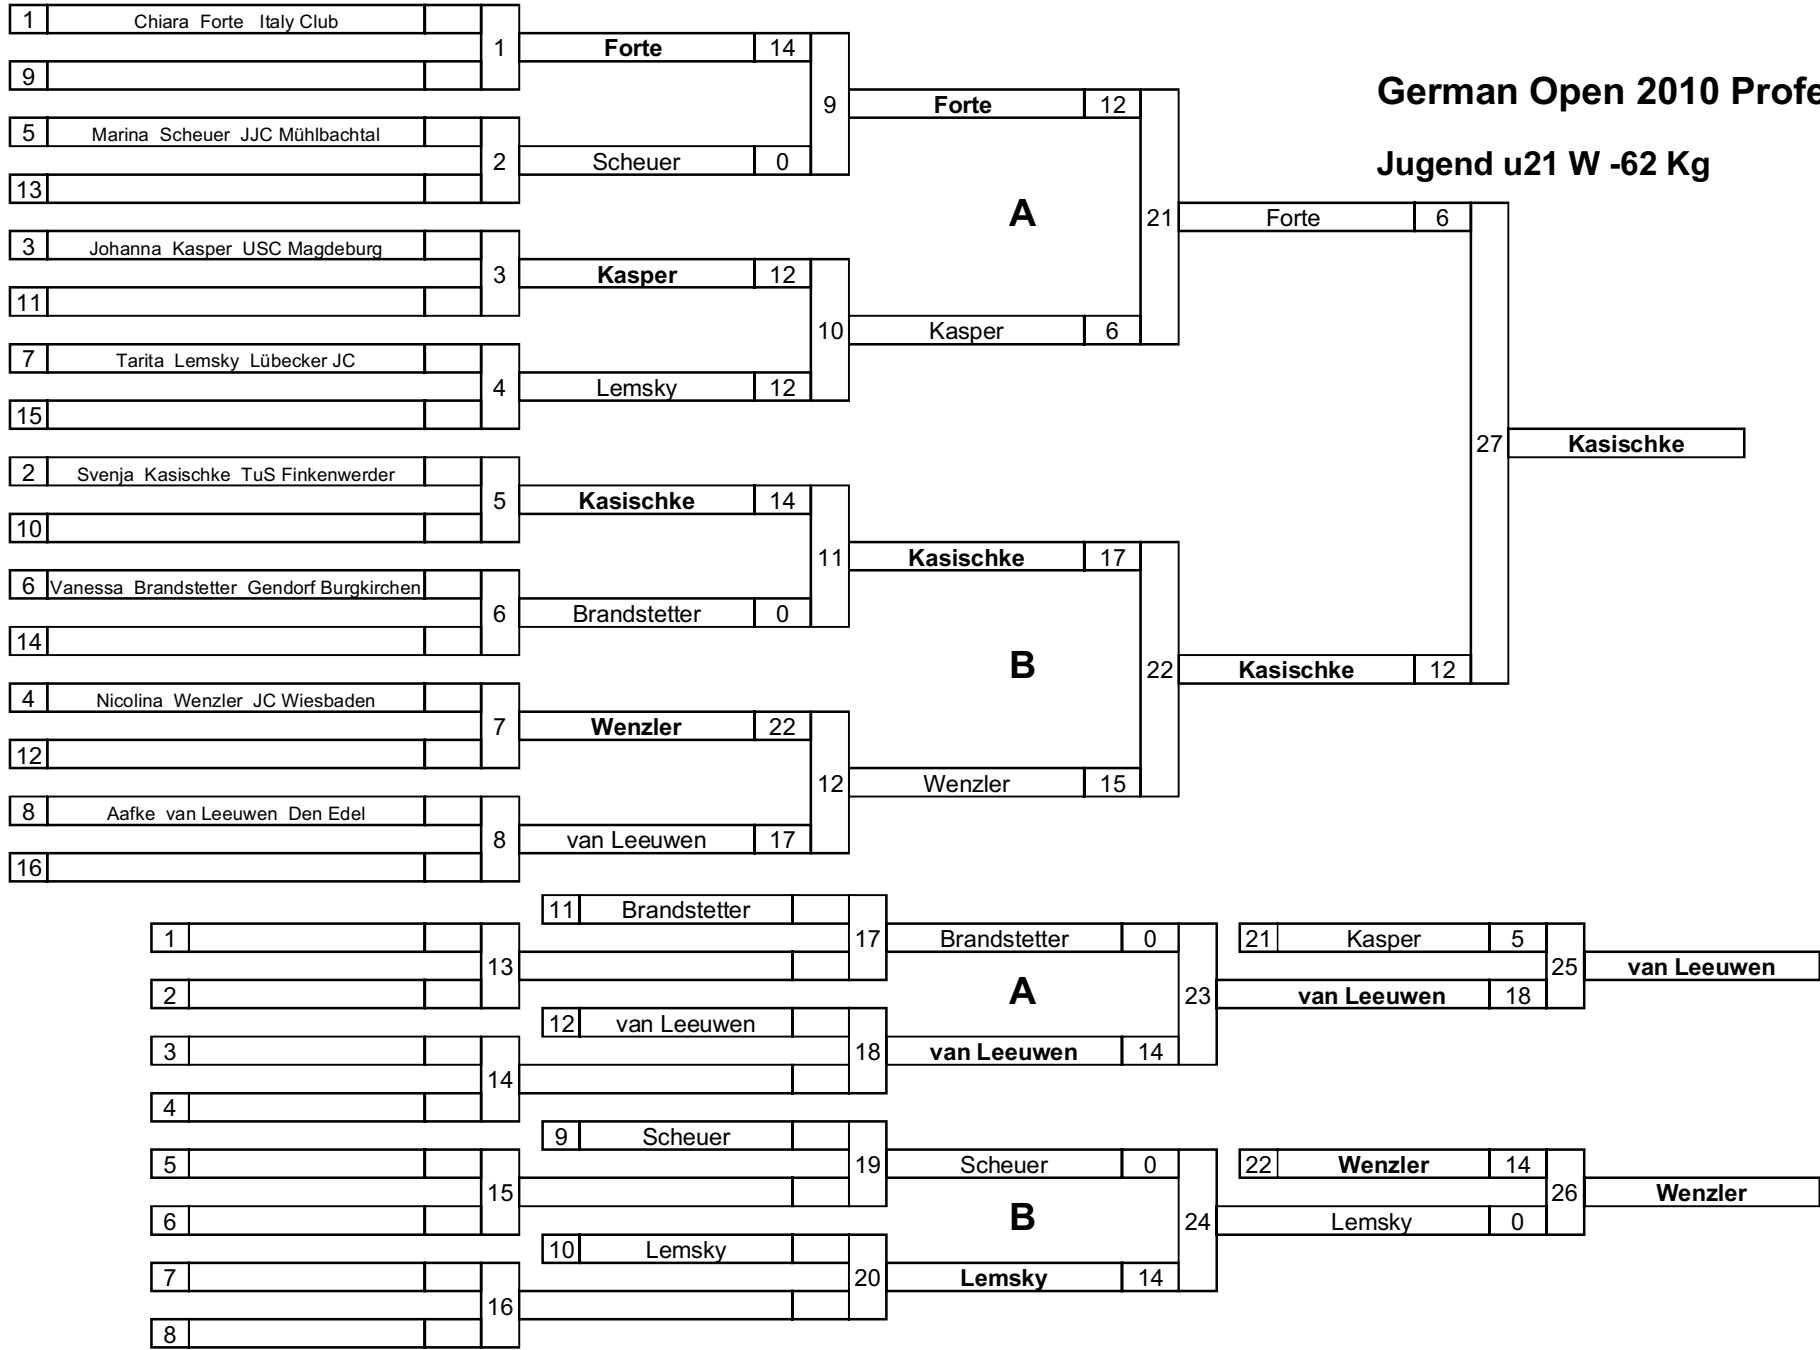 German Open 2010 Profe
Jugend u21 W -62 Kg
1 Chiara Forte Italy Club
9
1
Forte 14
5 Marina Scheuer JJC Mühlbachtal
13
2
Scheuer 0
9
Forte 12
3 Johanna Kasper USC Magdeburg
11
3
Kasper 12
7 Tarita Lemsky Lübecker JC
15
4
Lemsky 12
10
Kasper 6
A
21
Forte 6
2 Svenja Kasischke TuS Finkenwerder
10
5
Kasischke 14
6 Vanessa Brandstetter Gendorf Burgkirchen
14
6
Brandstetter 0
11
Kasischke 17
4 Nicolina Wenzler JC Wiesbaden
12
7
Wenzler 22
8 Aafke van Leeuwen Den Edel
16
8
van Leeuwen 17
12
Wenzler 15
B
22
Kasischke 12
27
Kasischke
1
2
13
11 Brandstetter
17
Brandstetter 0
3
4
14
12 van Leeuwen
18
van Leeuwen 14
A
23
21 Kasper 5
van Leeuwen 18
25
van Leeuwen
5
6
15
9 Scheuer
19
Scheuer 0
7
8
16
10 Lemsky
20
Lemsky 14
B
24
22 Wenzler 14
Lemsky 0
26
Wenzler